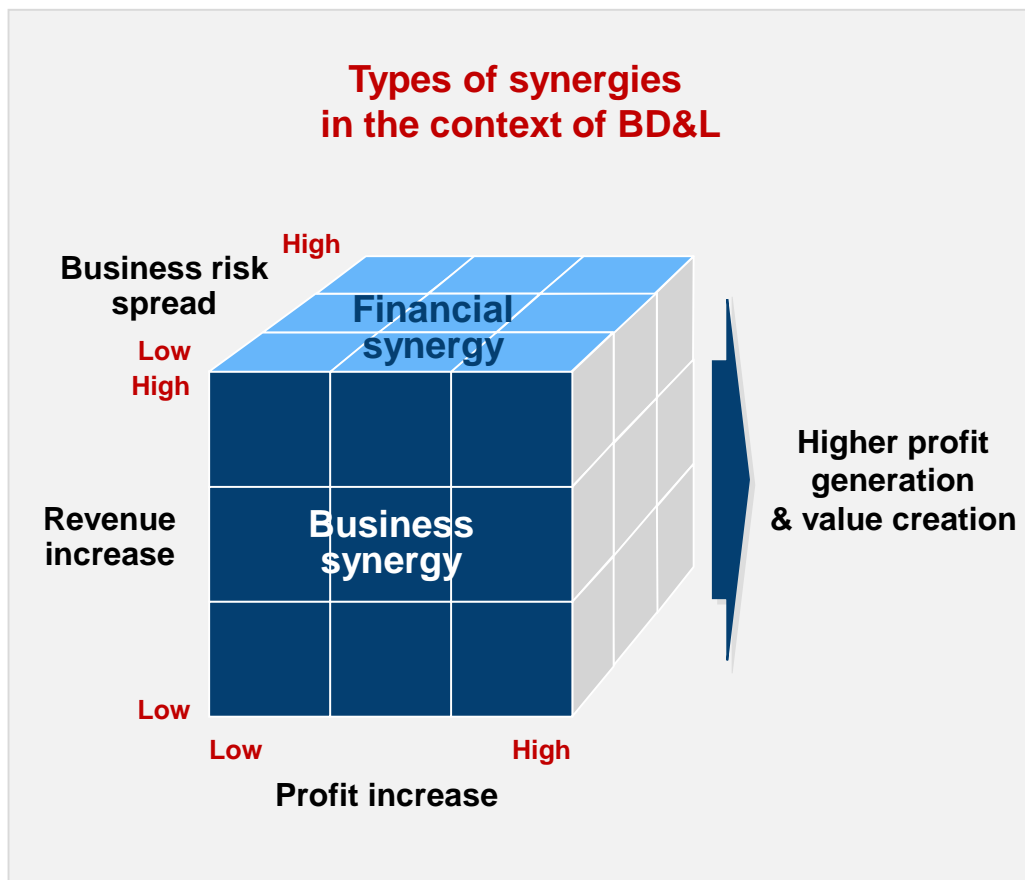 Types of synergies
in the context of BD&L
High
Business risk
spread
Low
Financial
synergy
High
Revenue
increase
Business
synergy
Low
Low
High
Profit increase
Higher profit
generation
& value creation